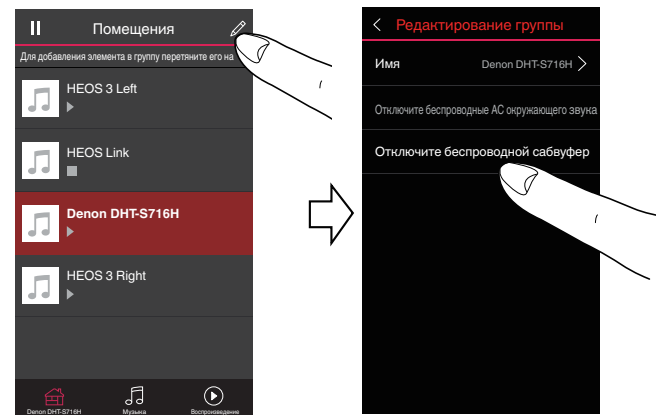 Помещения
Для добавления элемента в группу перетяните его на
HEOS 3 Left
HEOS Link
Denon DHT-S716H
HEOS 3 Right
Denon DHT-S716H
Музыка
Воспроизведение
Редактирование группы
Имя
Denon DHT-S716H
Отключите беспроводные АС окружающего звука
Отключите беспроводной сабвуфер